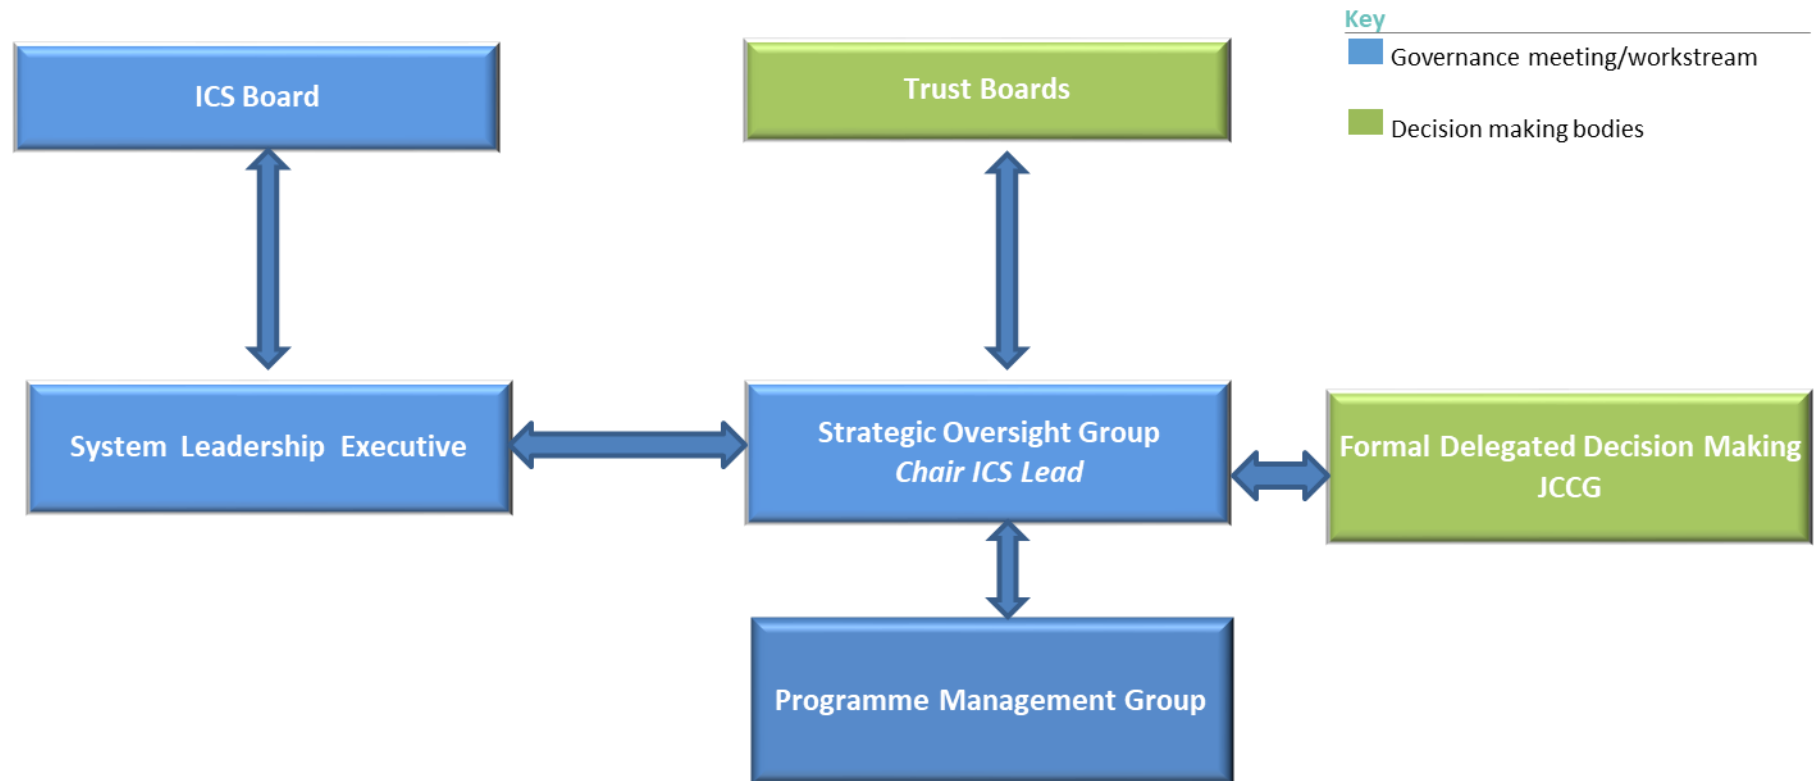 Key
Governance meeting/workstream
Decision making bodies
ICS Board
Trust Boards
System Leadership Executive
Strategic Oversight Group
Chair ICS Lead
Formal Delegated Decision Making
JCCG
Programme Management Group